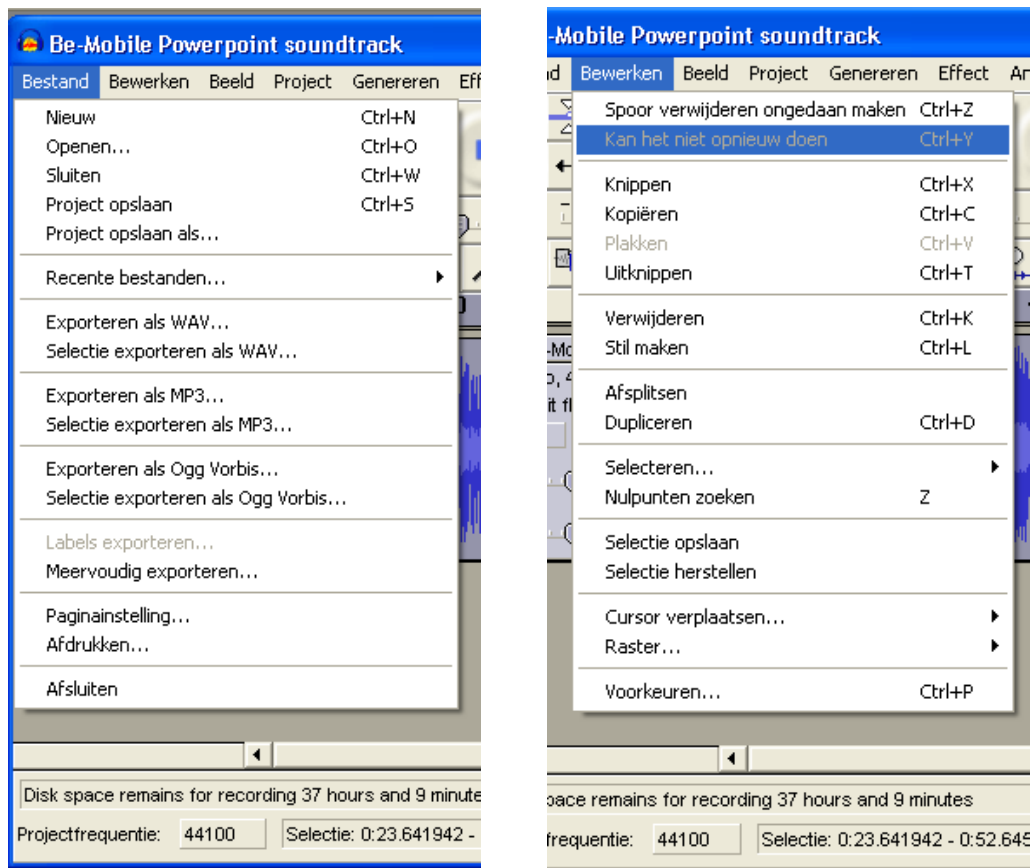 Be-Mobile Powerpoint soundtrack
Bestand Bewerken Beeld Project Genereren Eff
Nieuw Ctrl+N
Openen... Ctrl+O
Sluiten Ctrl+W
Project opslaan Ctrl+S
Project opslaan als...
Recente bestanden...
Exporteren als WAV...
Selectie exporteren als WAV...
Exporteren als MP3...
Selectie exporteren als MP3...
Exporteren als Ogg Vorbis...
Selectie exporteren als Ogg Vorbis...
Labels exporteren...
Meervoudig exporteren...
Paginainstelling...
Afdrukken...
Afsluiten
Disk space remains for recording 37 hours and 9 minute
Projectfrequentie: 44100 Selectie: 0:23.641942 -
-Mobile Powerpoint soundtrack
d Bewerken Beeld Project Genereren Effect An
Spoor verwijderen ongedaan maken Ctrl+Z
Kan het niet opnieuw doen Ctrl+Y
Knippen Ctrl+X
Kopiëren Ctrl+C
Plakken Ctrl+V
Uitknippen Ctrl+T
Verwijderen Ctrl+K
Stil maken Ctrl+L
Afsplitsen
Dupliceren Ctrl+D
Selecteren...
Nulpunten zoeken Z
Selectie opslaan
Selectie herstellen
Cursor verplaatsen...
Raster...
Voorkeuren... Ctrl+P
pace remains for recording 37 hours and 9 minutes
frequentie: 44100 Selectie: 0:23.641942 - 0:52.645